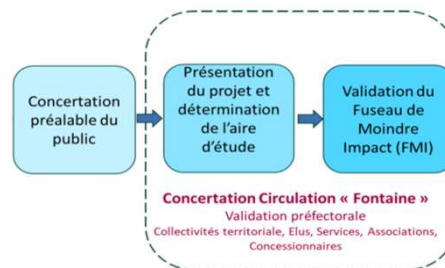 Concertation
préalable du
public
Présentation
du projet et
détermination
de l'aire
d'étude
Validation du
Fuseau de
Moindre
Impact (FMI)
Concertation Circulation « Fontaine »
Validation préfectorale
Collectivités territoriale, Elus, Services, Associations,
Concessionnaires